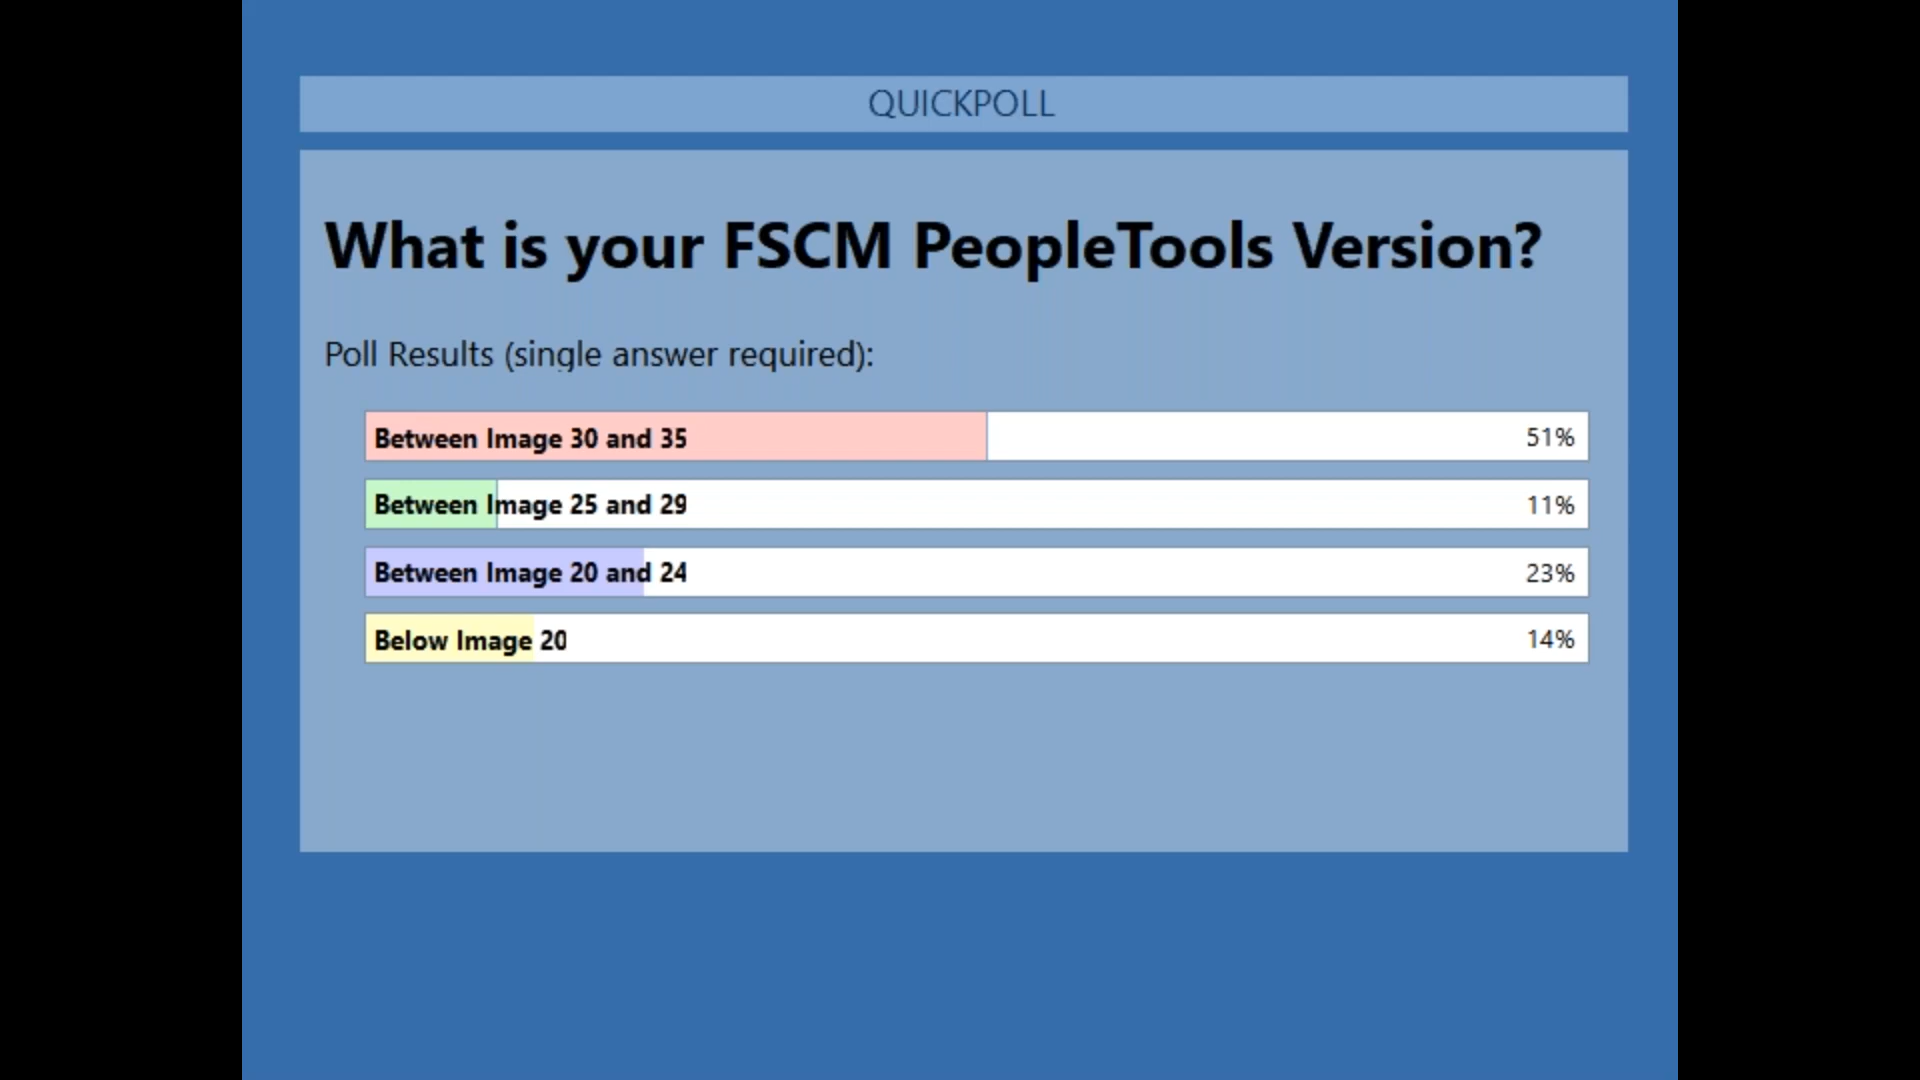 QUICKPOLL
What is your FSCM PeopleTools Version?
Poll Results (single answer required):
Between Image 30 and 35 51%
Between Image 25 and 29 11%
Between Image 20 and 24 23%
Below Image 20 14%